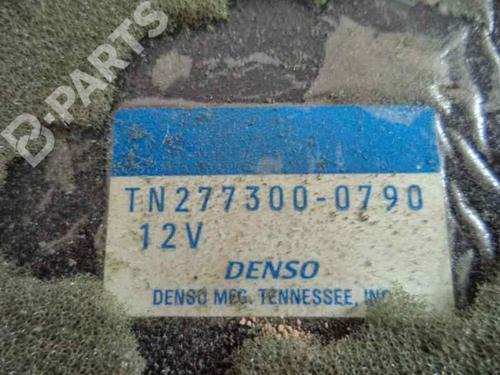 B-PARTS
TN277300-0790
12V
DENSO
DENSO MFG. TENNESSEE, INC